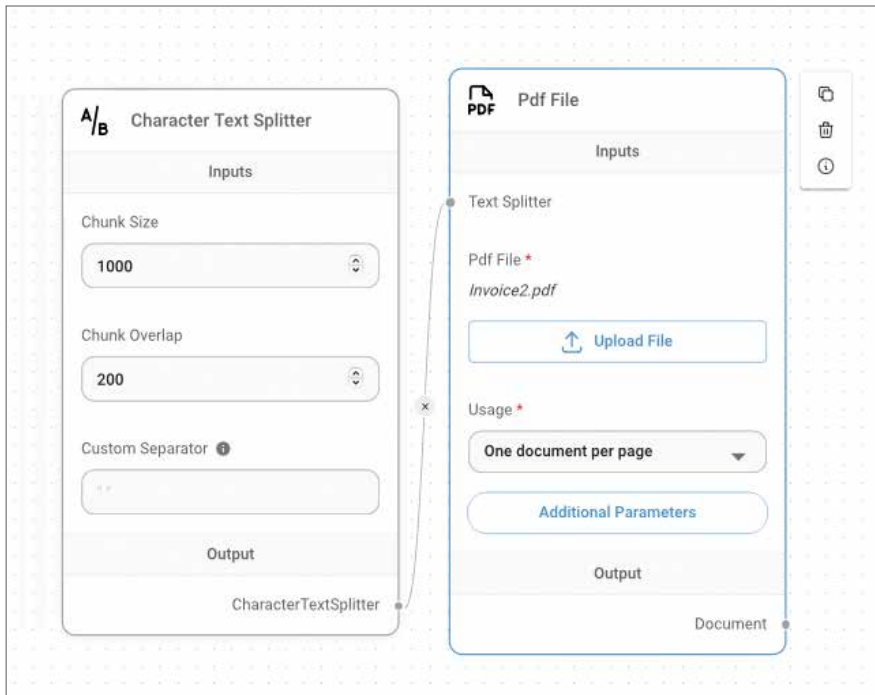 A/B Character Text Splitter
Inputs
Chunk Size
1000
Chunk Overlap
200
Custom Separator
" "
Output
CharacterTextSplitter
PDF Pdf File
Inputs
Text Splitter
Pdf File *
Invoice2.pdf
Upload File
Usage *
One document per page
Additional Parameters
Output
Document